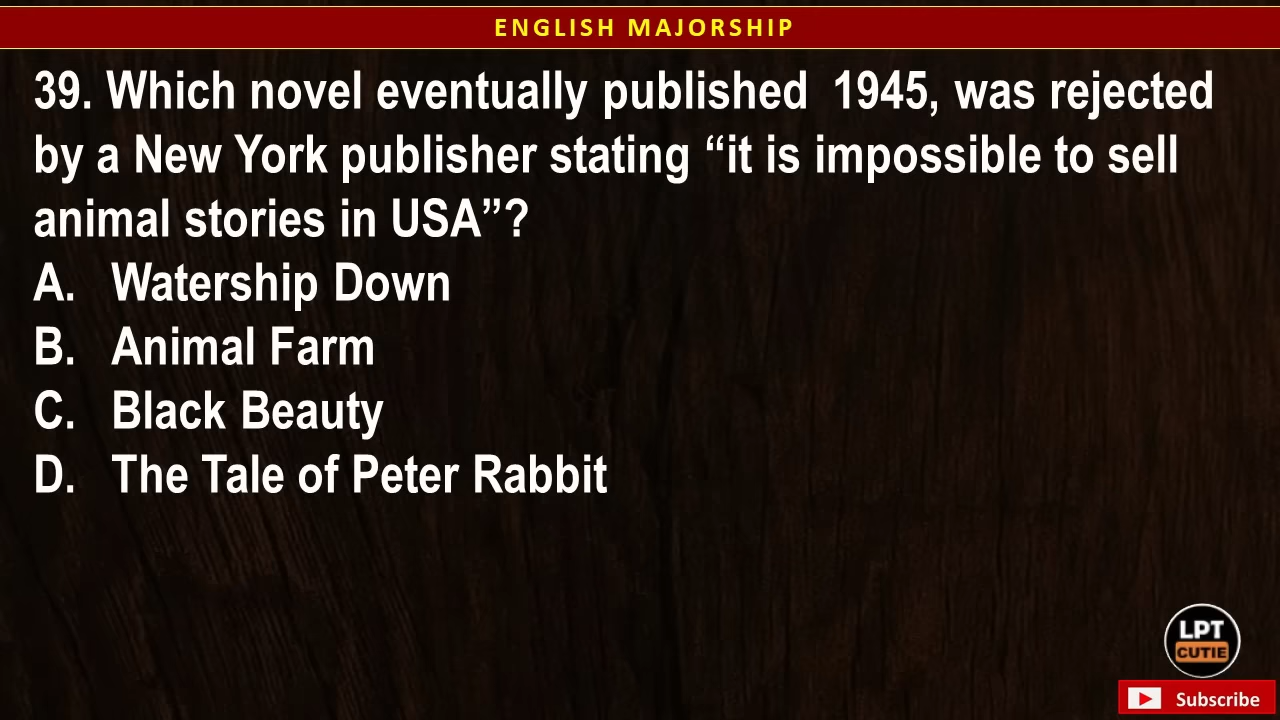 ENGLISH MAJORSHIP
39. Which novel eventually published 1945, was rejected
by a New York publisher stating “it is impossible to sell
animal stories in USA”?
A. Watership Down
B. Animal Farm
C. Black Beauty
D. The Tale of Peter Rabbit
LPT
CUTIE
Subscribe